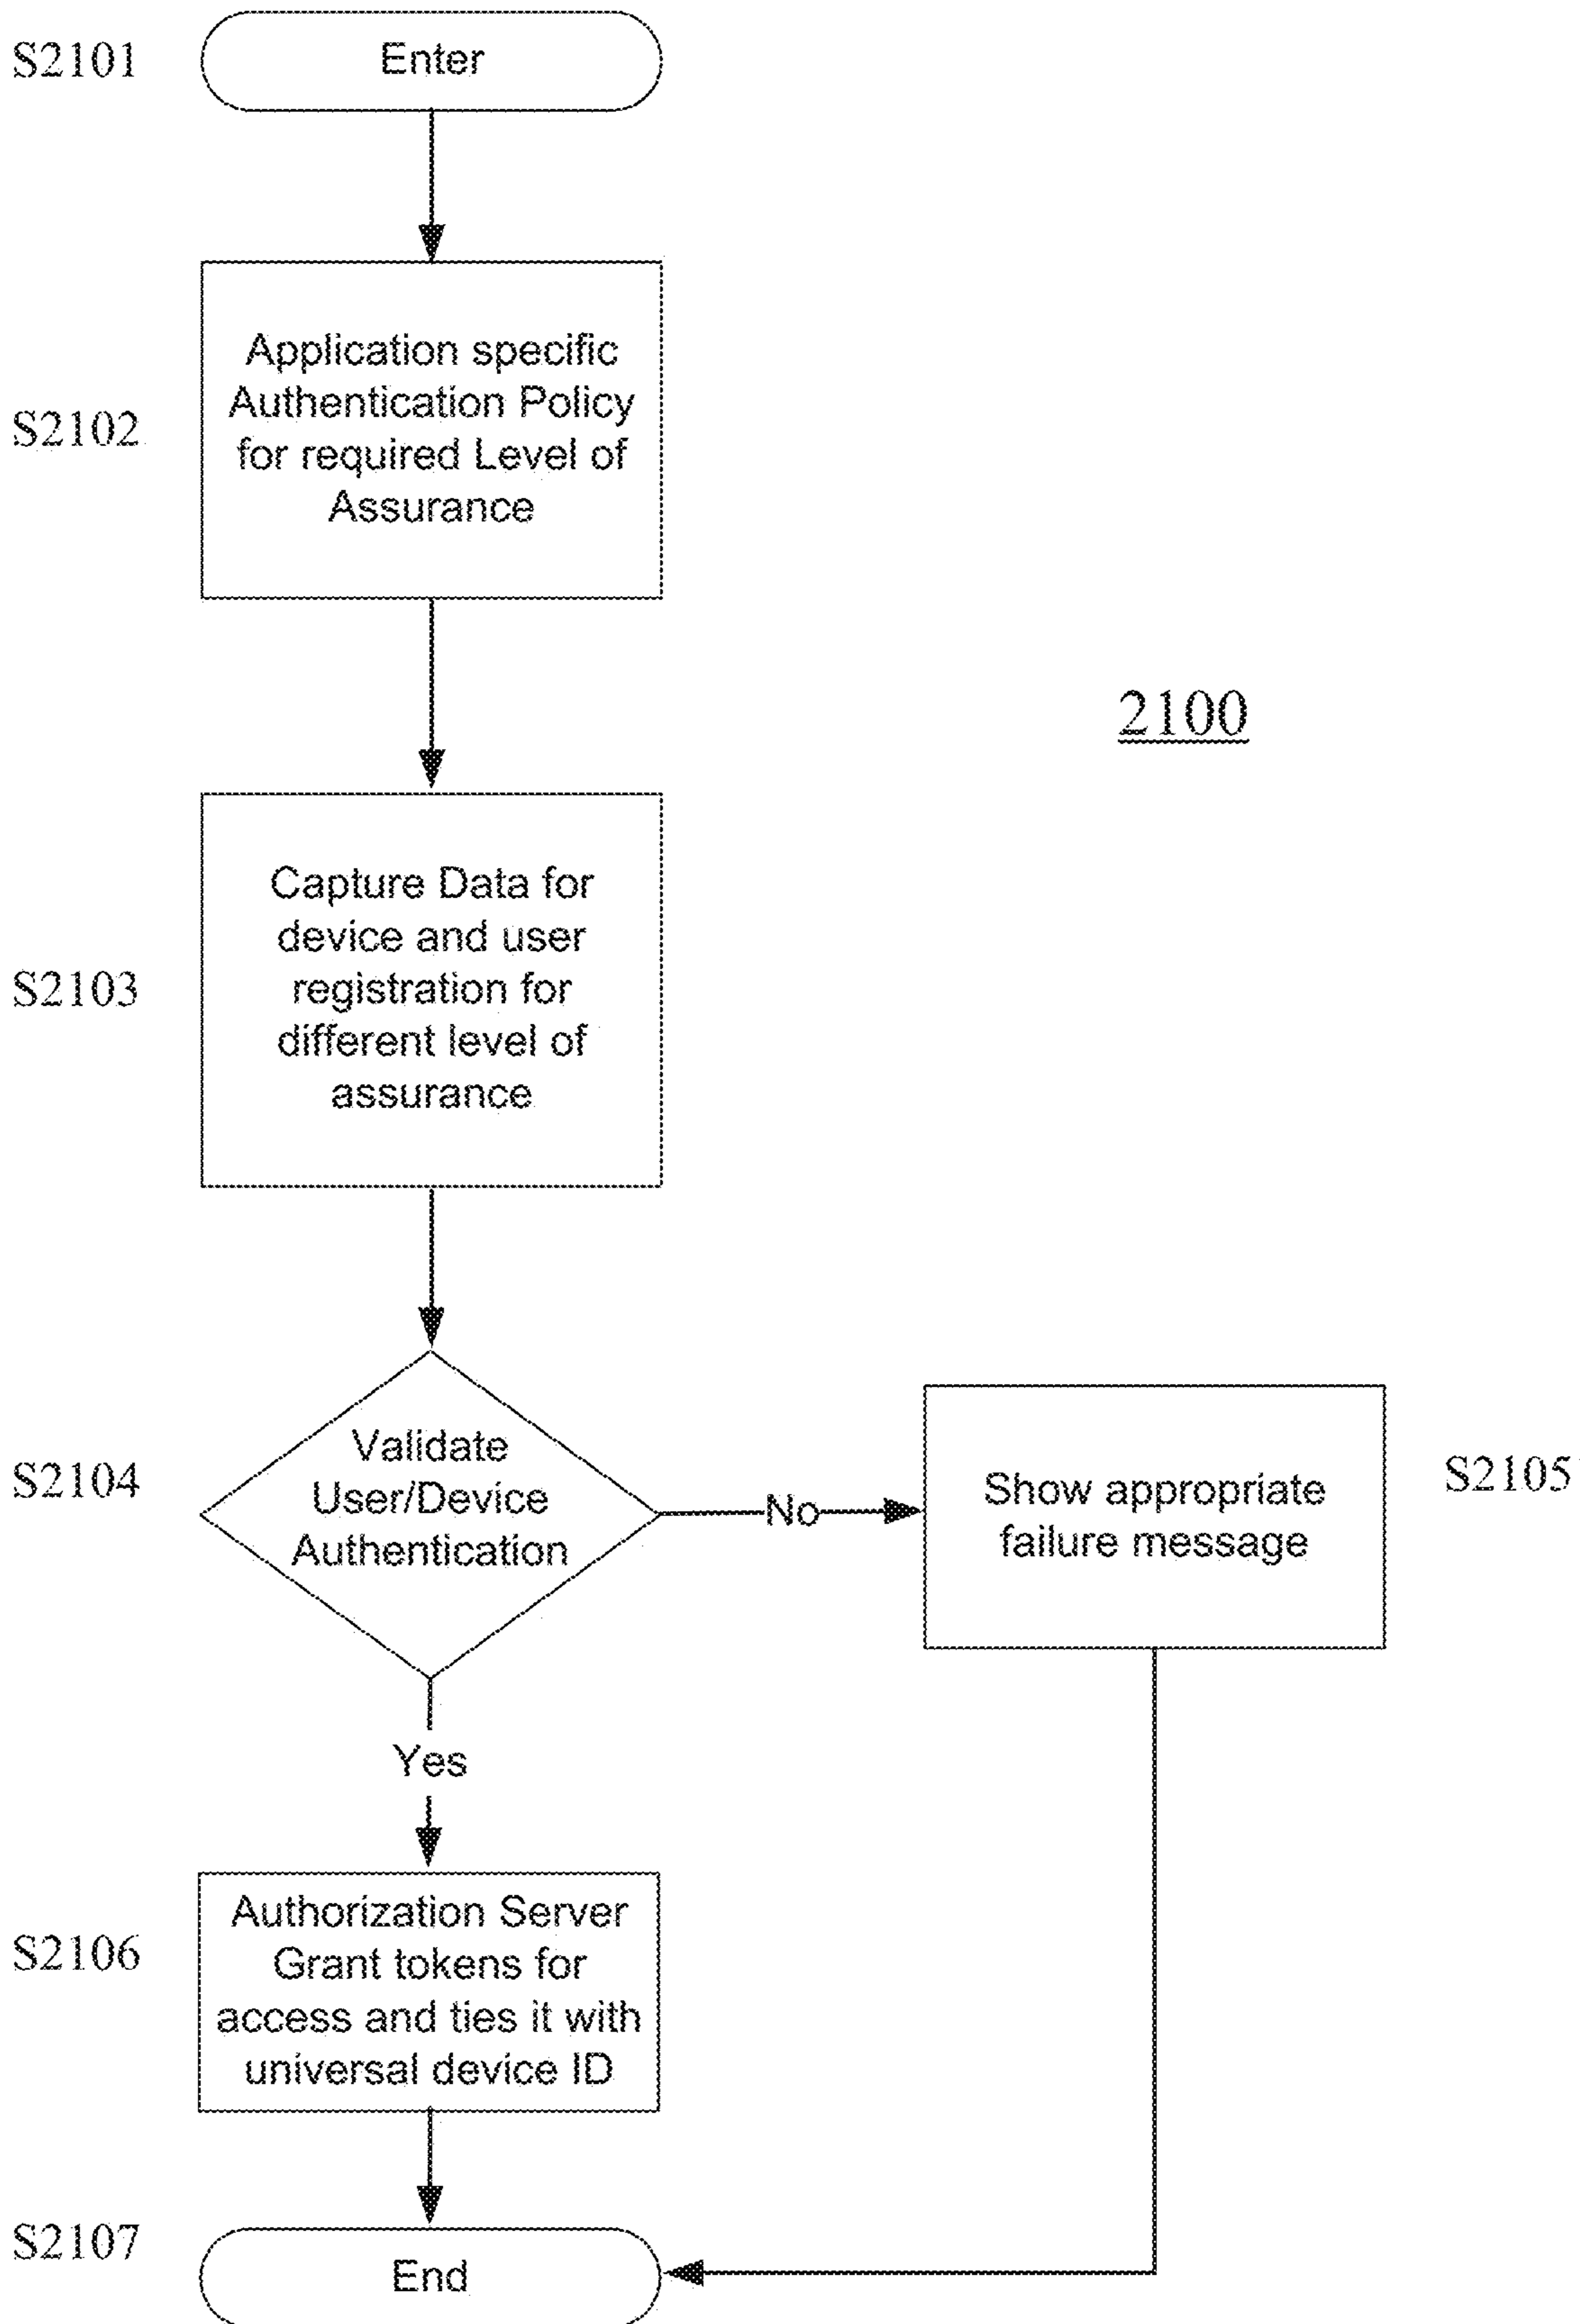 S2101
Enter
S2102
Application specific
Authentication Policy
for required Level of
Assurance
2100
S2103
Capture Data for
device and user
registration for
different level of
assurance
S2104
Validate
User/Device
Authentication
No
Show appropriate
failure message
S2105
Yes
S2106
Authorization Server
Grant tokens for
access and ties it with
universal device ID
S2107
End